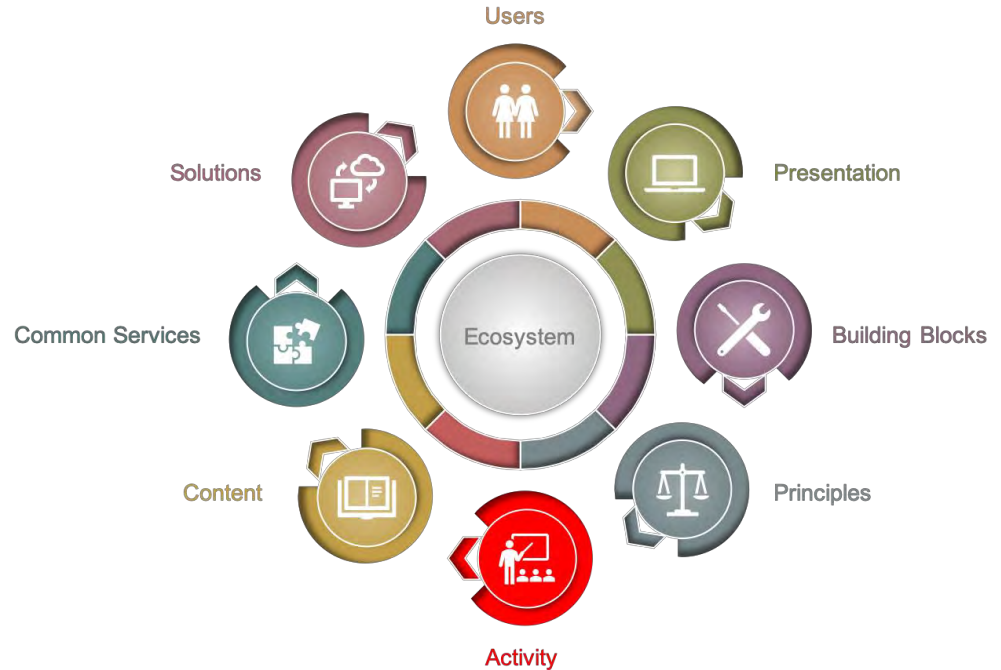 Users
Solutions
Presentation
Common Services
Ecosystem
Building Blocks
Content
Principles
Activity